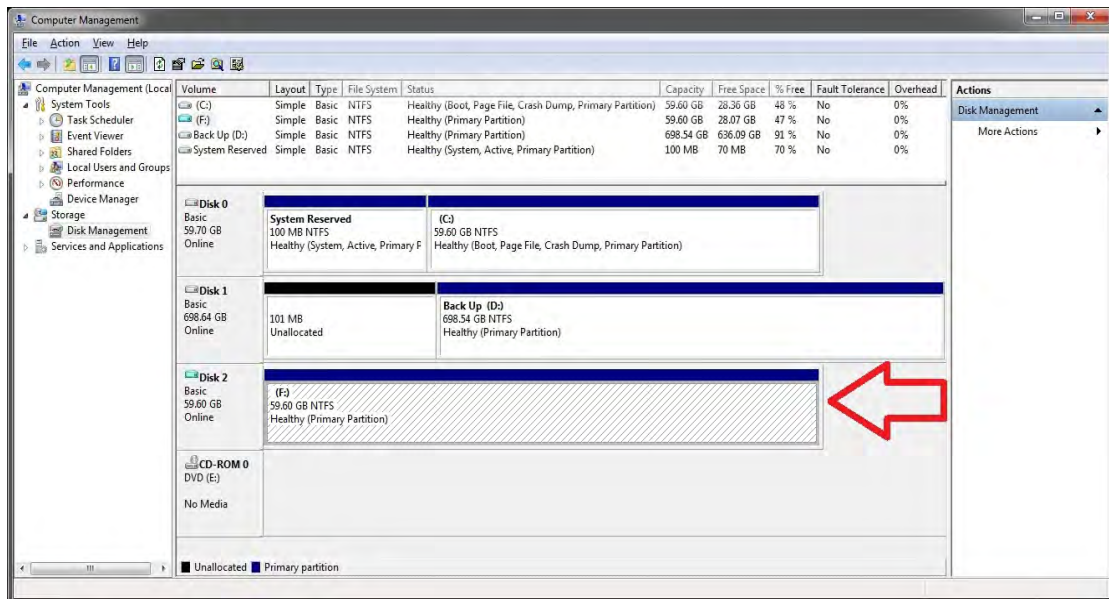 Computer Management
File Action View Help
Computer Management (Local
System Tools
Task Scheduler
Event Viewer
Shared Folders
Local Users and Groups
Performance
Device Manager
Storage
Disk Management
Services and Applications
Volume Layout Type File System Status Capacity Free Space % Free Fault Tolerance Overhead
(C:) Simple Basic NTFS Healthy (Boot, Page File, Crash Dump, Primary Partition) 59.60 GB 28.36 GB 48 % No 0%
(F:) Simple Basic NTFS Healthy (Primary Partition) 59.60 GB 28.07 GB 47 % No 0%
Back Up (D:) Simple Basic NTFS Healthy (Primary Partition) 698.54 GB 636.09 GB 91 % No 0%
System Reserved Simple Basic NTFS Healthy (System, Active, Primary Partition) 100 MB 70 MB 70 % No 0%
Disk 0
Basic
59.70 GB
Online
System Reserved
100 MB NTFS
Healthy (System, Active, Primary P
(C:)
59.60 GB NTFS
Healthy (Boot, Page File, Crash Dump, Primary Partition)
Disk 1
Basic
698.64 GB
Online
101 MB
Unallocated
Back Up (D:)
698.54 GB NTFS
Healthy (Primary Partition)
Disk 2
Basic
59.60 GB
Online
(F:)
59.60 GB NTFS
Healthy (Primary Partition)
CD-ROM 0
DVD (E:)
No Media
Unallocated Primary partition
Actions
Disk Management
More Actions